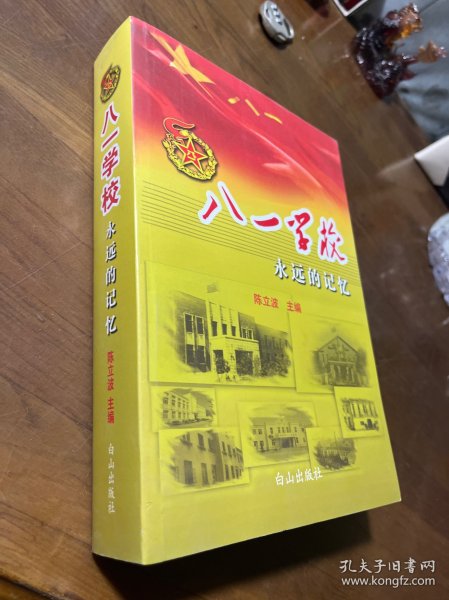 八一学校
永远的记忆
陈立波 主编
白山出版社
八一
八一学校
永远的记忆
陈立波 主编
白山出版社
孔夫子旧书网
www.kongfz.com